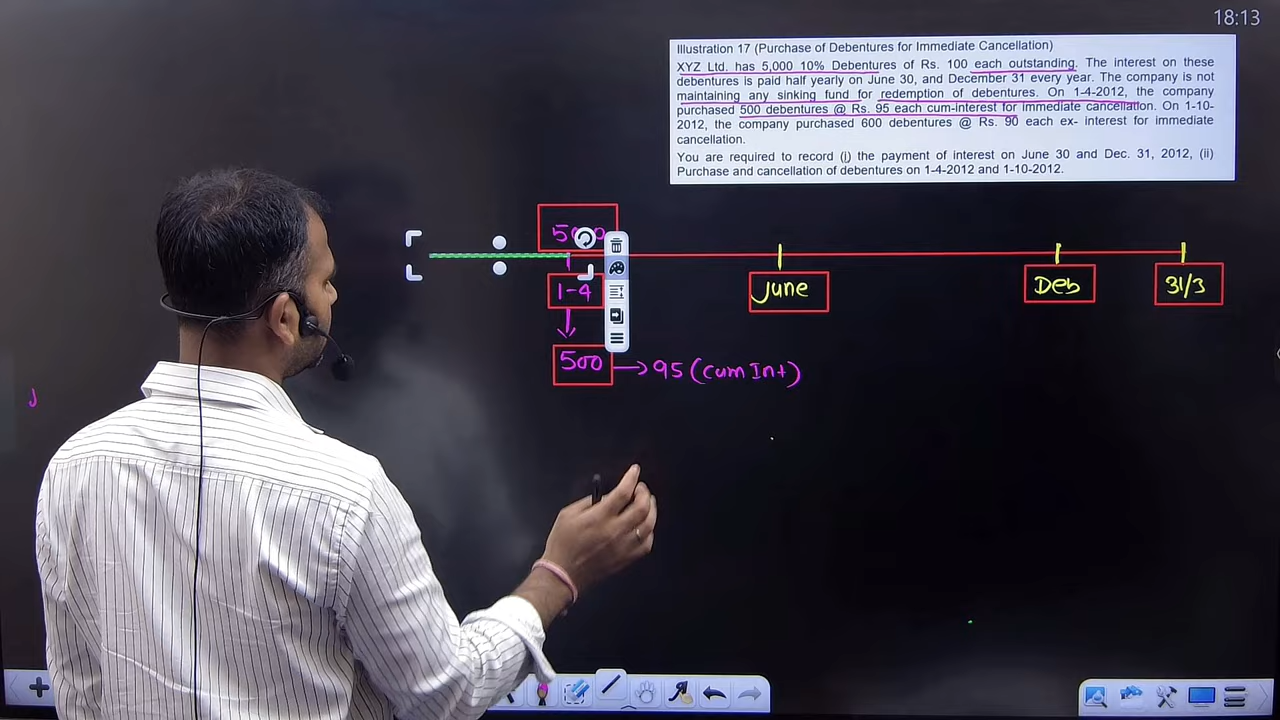 18:13
Illustration 17 (Purchase of Debentures for Immediate Cancellation)
XYZ Ltd. has 5,000 10% Debentures of Rs. 100 each outstanding. The interest on these
debentures is paid half yearly on June 30, and December 31 every year. The company is not
maintaining any sinking fund for redemption of debentures. On 1-4-2012, the company
purchased 500 debentures @ Rs. 95 each cum-interest for immediate cancellation. On 1-10-
2012, the company purchased 600 debentures @ Rs. 90 each ex- interest for immediate
cancellation.
You are required to record (i) the payment of interest on June 30 and Dec. 31, 2012, (ii)
Purchase and cancellation of debentures on 1-4-2012 and 1-10-2012.
1-4
June
Deb
31/3
500 → 95 (cum Int)